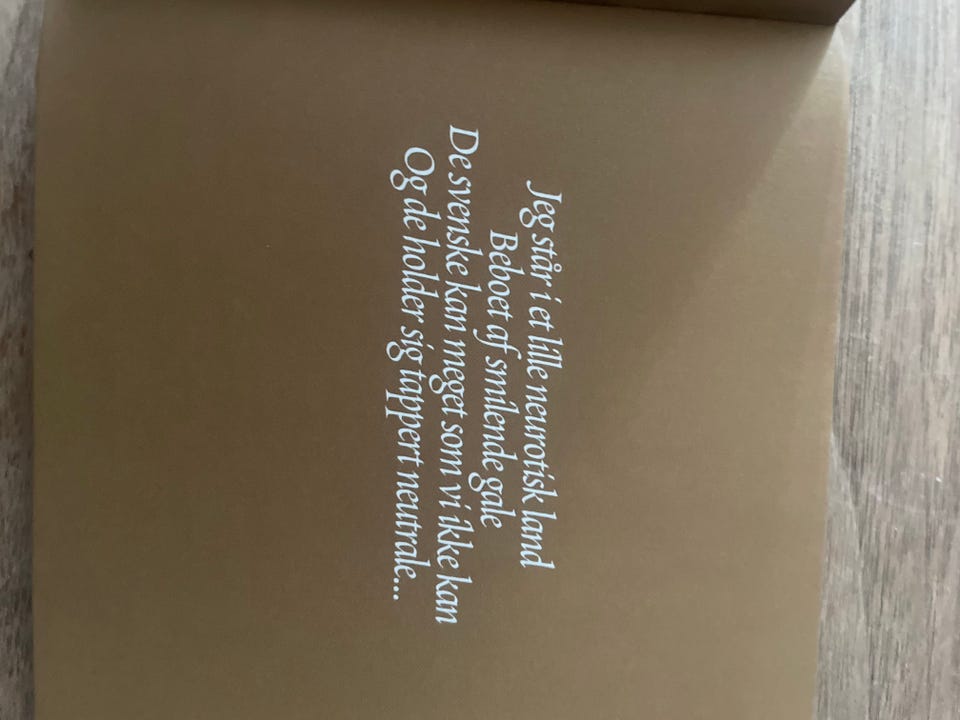 Jeg står i et lille neurotisk land
Beboet af smilende gale
De svenske kan meget som vi ikke kan
Og de holder sig tappert neutrale...